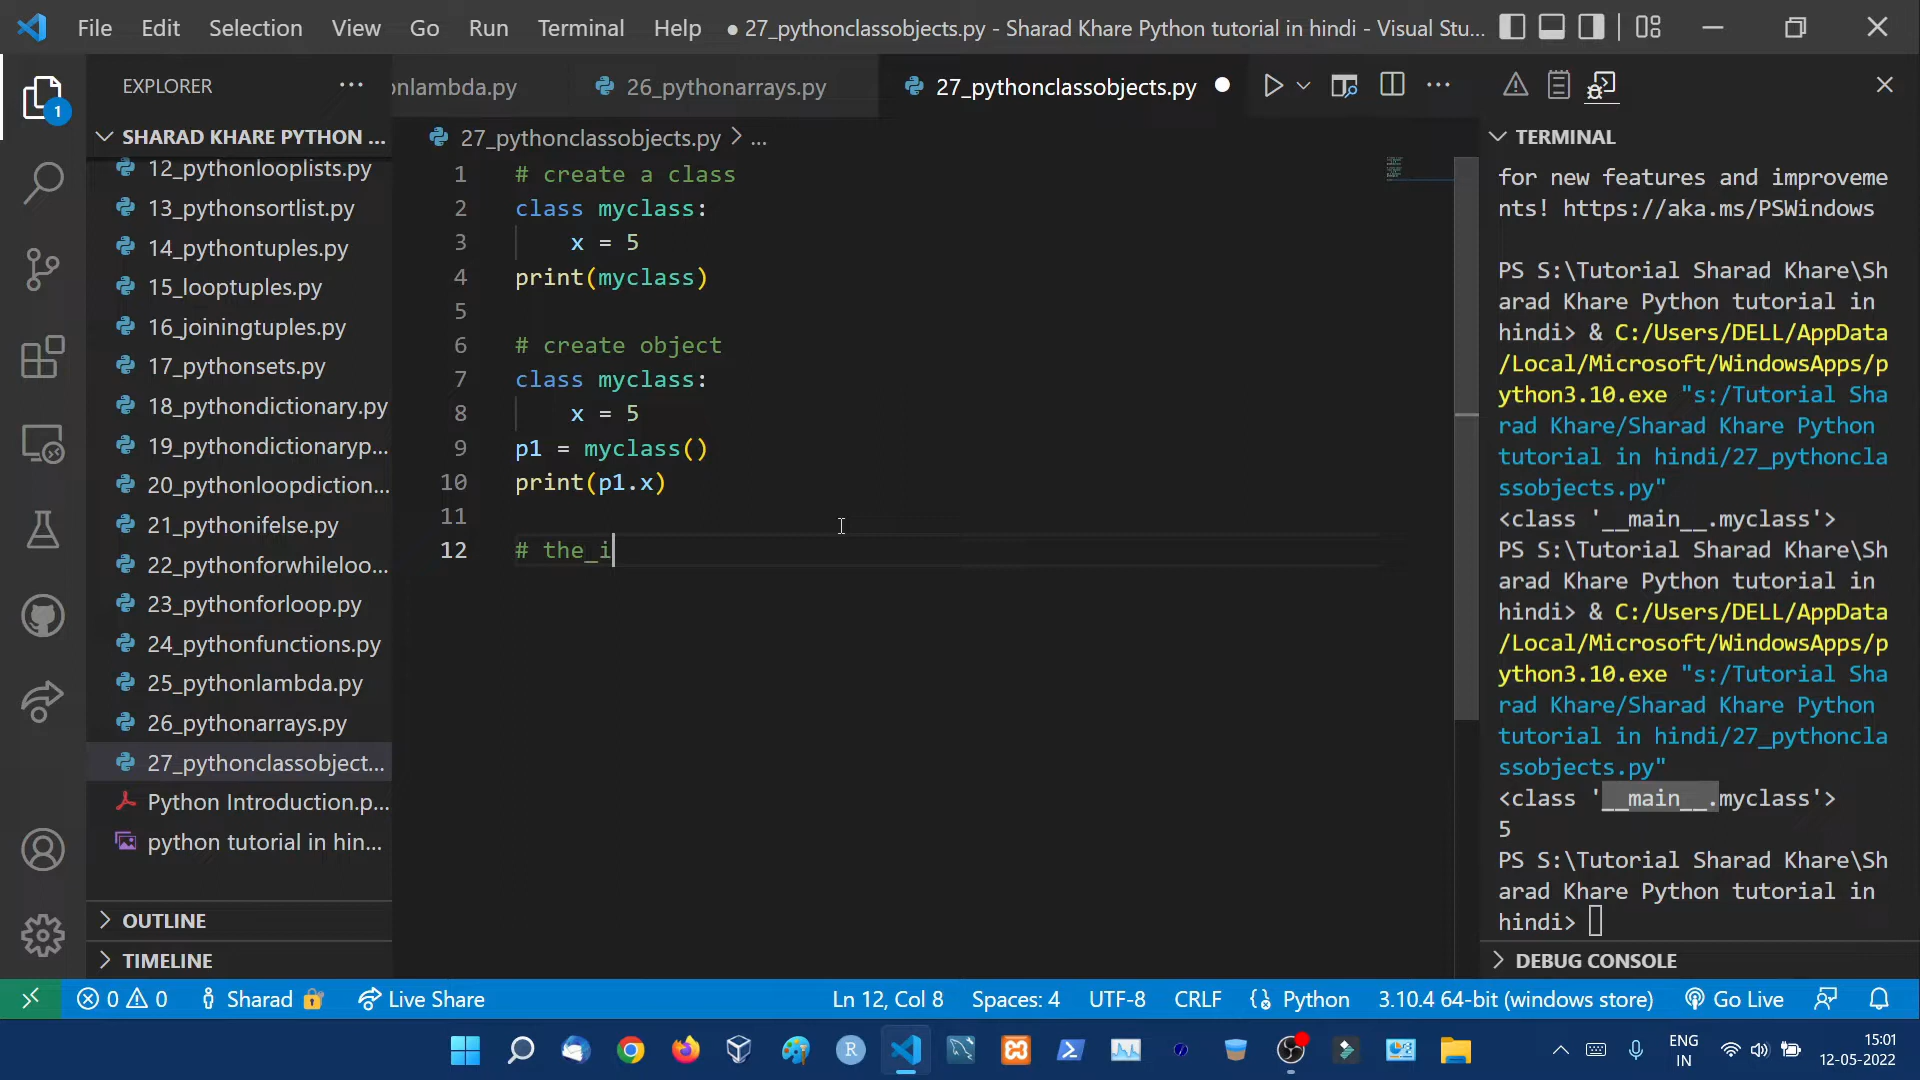 File Edit Selection View Go Run Terminal Help ● 27_pythonclassobjects.py - Sharad Khare Python tutorial in hindi - Visual Stu...
EXPLORER ...
SHARAD KHARE PYTHON ...
12_pythonlooplists.py
13_pythonsortlist.py
14_pythontuples.py
15_looptuples.py
16_joiningtuples.py
17_pythonsets.py
18_pythondictionary.py
19_pythondictionaryp...
20_pythonloopdiction...
21_pythonifelse.py
22_pythonforwhileloo...
23_pythonforloop.py
24_pythonfunctions.py
25_pythonlambda.py
26_pythonarrays.py
27_pythonclassobject...
Python Introduction.p...
python tutorial in hin...
OUTLINE
TIMELINE
1
onlambda.py 26_pythonarrays.py 27_pythonclassobjects.py
27_pythonclassobjects.py > ...
1 # create a class
2 class myclass:
3 x = 5
4 print(myclass)
5
6 # create object
7 class myclass:
8 x = 5
9 p1 = myclass()
10 print(p1.x)
11
12 # the_i
TERMINAL
for new features and improveme
nts! https://aka.ms/PSWindows
PS S:\Tutorial Sharad Khare\Sh
arad Khare Python tutorial in
hindi> & C:/Users/DELL/AppData
/Local/Microsoft/WindowsApps/p
ython3.10.exe "s:/Tutorial Sha
rad Khare/Sharad Khare Python
tutorial in hindi/27_pythoncla
ssobjects.py"
<class '__main__.myclass'>
PS S:\Tutorial Sharad Khare\Sh
arad Khare Python tutorial in
hindi> & C:/Users/DELL/AppData
/Local/Microsoft/WindowsApps/p
ython3.10.exe "s:/Tutorial Sha
rad Khare/Sharad Khare Python
tutorial in hindi/27_pythoncla
ssobjects.py"
<class '__main__.myclass'>
5
PS S:\Tutorial Sharad Khare\Sh
arad Khare Python tutorial in
hindi>
DEBUG CONSOLE
0 0 Sharad Live Share Ln 12, Col 8 Spaces: 4 UTF-8 CRLF Python 3.10.4 64-bit (windows store) Go Live
R
ENG
IN
15:01
12-05-2022